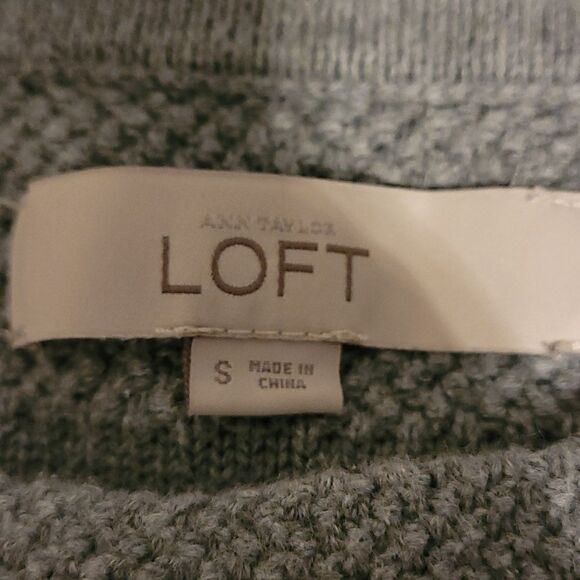 ANN TAYLOR
LOFT
S
MADE IN
CHINA